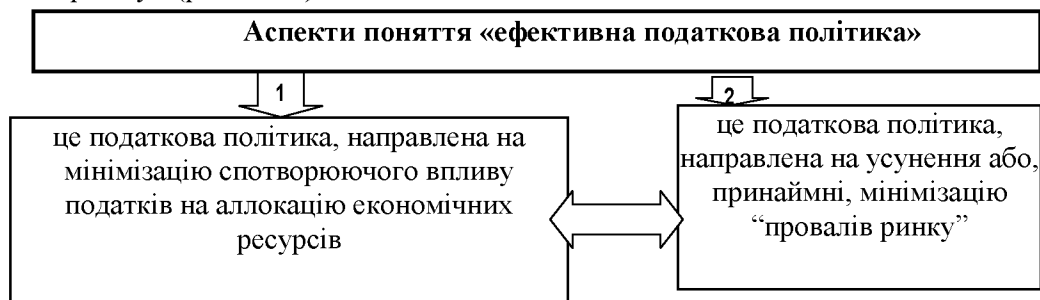 Аспекти поняття «ефективна податкова політика»
1
2
це податкова політика, направлена на
мінімізацію спотворюючого впливу
податків на аллокацію економічних
ресурсів
це податкова політика,
направлена на усунення або,
принаймні, мінімізацію
“провалів ринку”